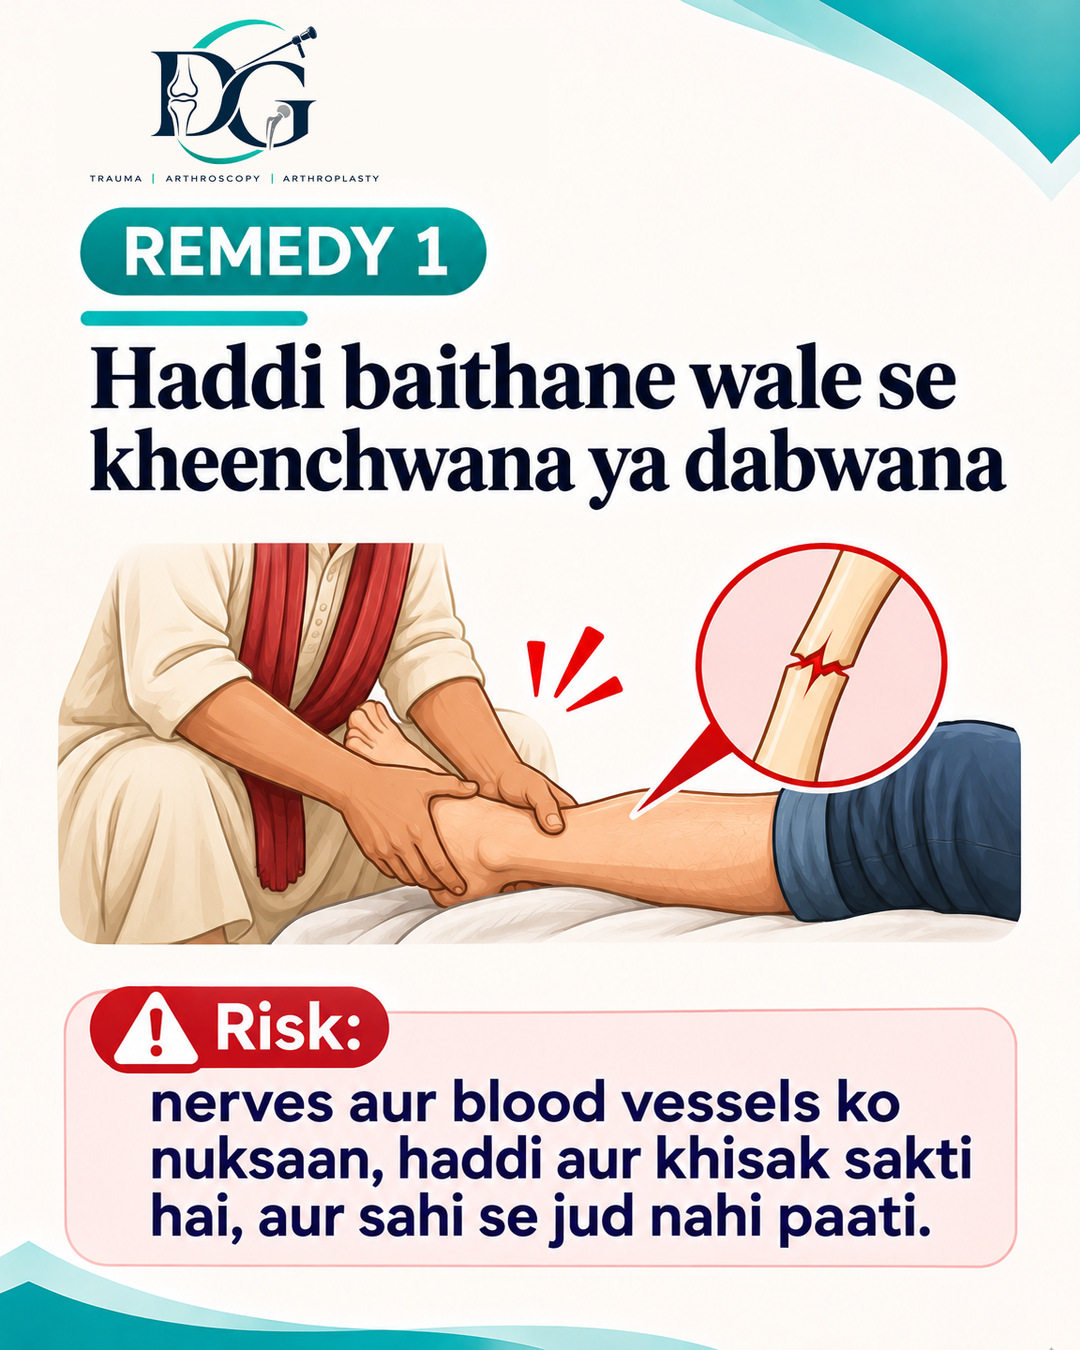 DG
TRAUMA | ARTHROSCOPY | ARTHROPLASTY
REMEDY 1
Haddi baithane wale se
kheenchwana ya dabwana
Risk:
nerves aur blood vessels ko
nuksaan, haddi aur khisak sakti
hai, aur sahi se jud nahi paati.